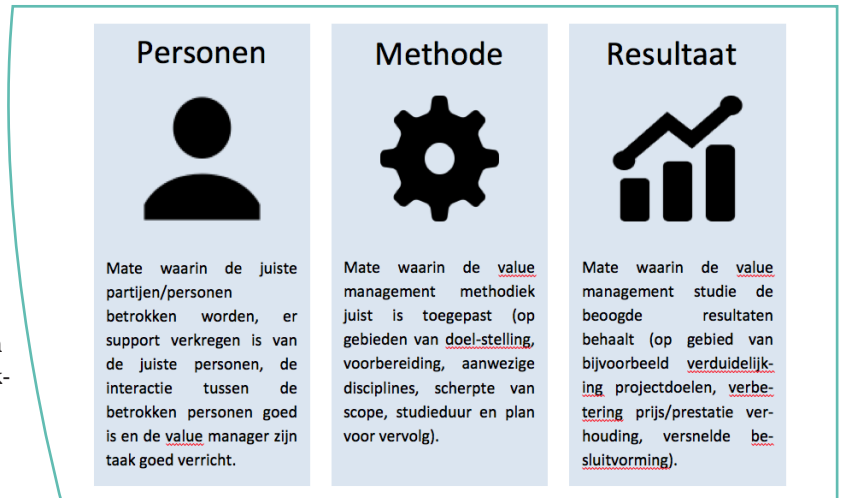 Personen
Mate waarin de juiste
partijen/personen
betrokken worden, er
support verkregen is van
de juiste personen, de
interactie tussen de
betrokken personen goed
is en de value manager zijn
taak goed verricht.
Methode
Mate waarin de value
management methodiek
juist is toegepast (op
gebieden van doel-stelling,
voorbereiding, aanwezige
disciplines, scherpte van
scope, studieduur en plan
voor vervolg).
Resultaat
Mate waarin de value
management studie de
beoogde resultaten
behaalt (op gebied van
bijvoorbeeld verduidelijk-
ing projectdoelen, verbe-
tering prijs/prestatie ver-
houding, versnelde be-
sluitvorming).